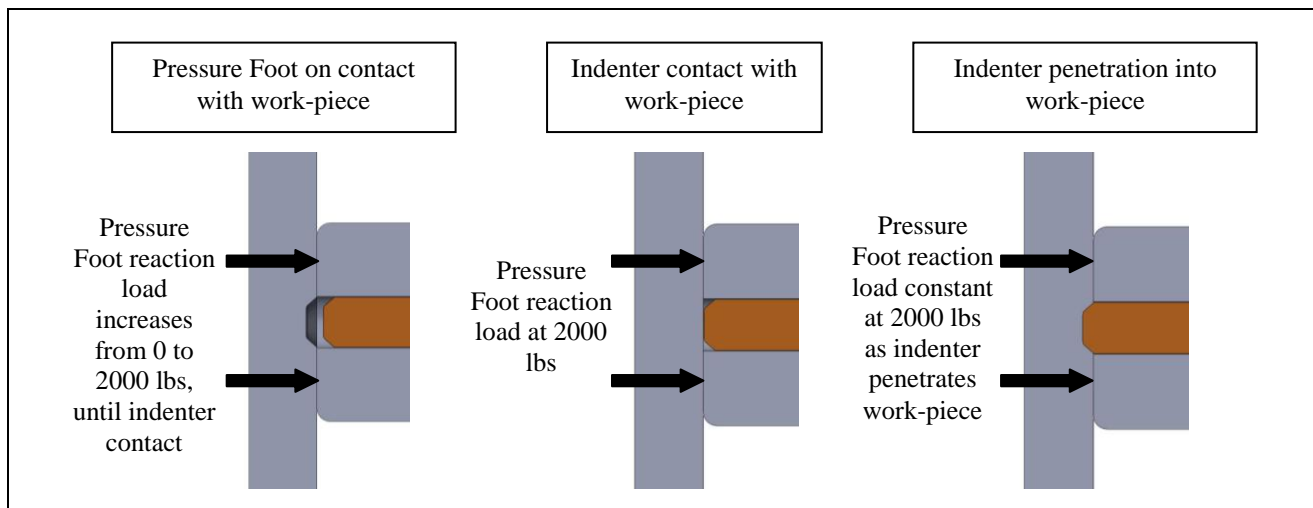 Pressure Foot on contact
with work-piece
Indenter contact with
work-piece
Indenter penetration into
work-piece
Pressure
Foot reaction
load
increases
from 0 to
2000 lbs,
until indenter
contact
Pressure
Foot reaction
load at 2000
lbs
Pressure
Foot reaction
load constant
at 2000 lbs
as indenter
penetrates
work-piece